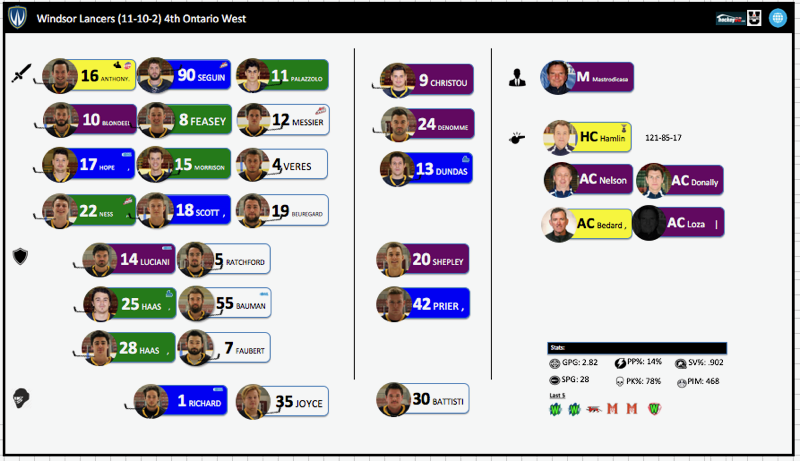 Windsor Lancers (11-10-2) 4th Ontario West
16 ANTHONY.
90 SEGUIN
11 PALAZZOLO
10 BLONDEEL
8 FEASEY
12 MESSIER
17 HOPE ,
15 MORRISON
4 VERES
22 NESS
18 SCOTT ,
19 BEUREGARD
14 LUCIANI
5 RATCHFORD
25 HAAS ,
55 BAUMAN
28 HAAS ,
7 FAUBERT
1 RICHARD
35 JOYCE
9 CHRISTOU
24 DENOMME
13 DUNDAS
20 SHEPLEY
42 PRIER ,
30 BATTISTI
M Mastrodicasa
HC Hamlin
121-85-17
AC Nelson
AC Donally
AC Bedard ,
AC Loza |
Stats:
GPG: 2.82
PP%: 14%
SV%: .902
SPG: 28
PK%: 78%
PIM: 468
Last 5